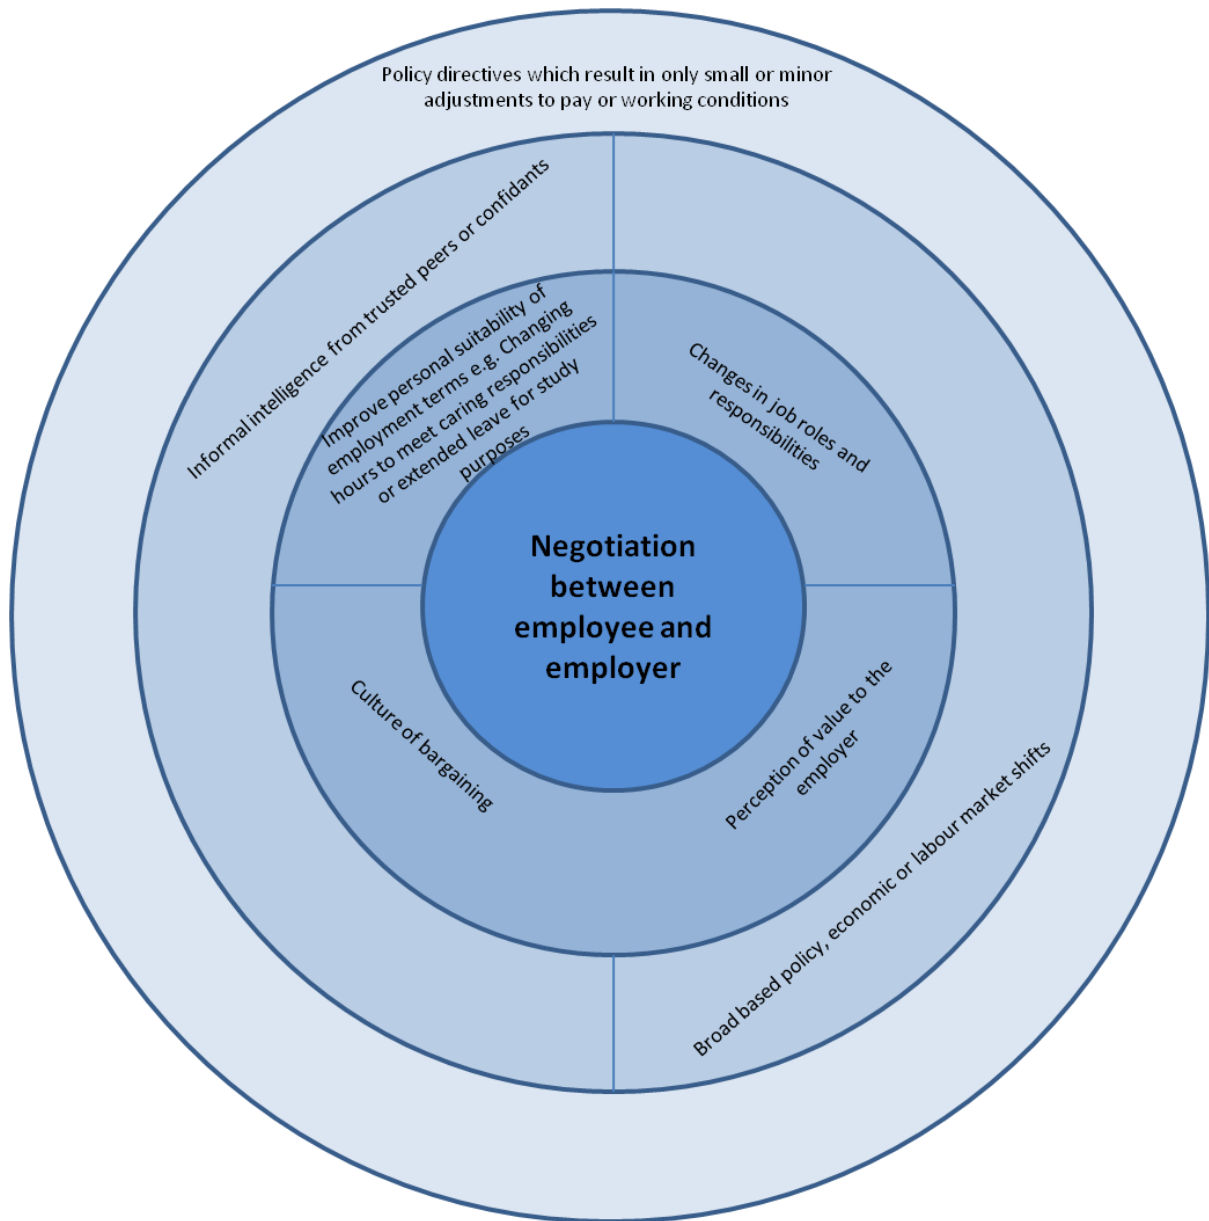 Policy directives which result in only small or minor
adjustments to pay or working conditions
Informal intelligence from trusted peers or confidants
Improve personal suitability of
employment terms e.g. Changing
hours to meet caring responsibilities
or extended leave for study
purposes
Changes in job roles and
responsibilities
Negotiation
between
employee and
employer
Culture of bargaining
Perception of value to the
employer
Broad based policy, economic or labour market shifts